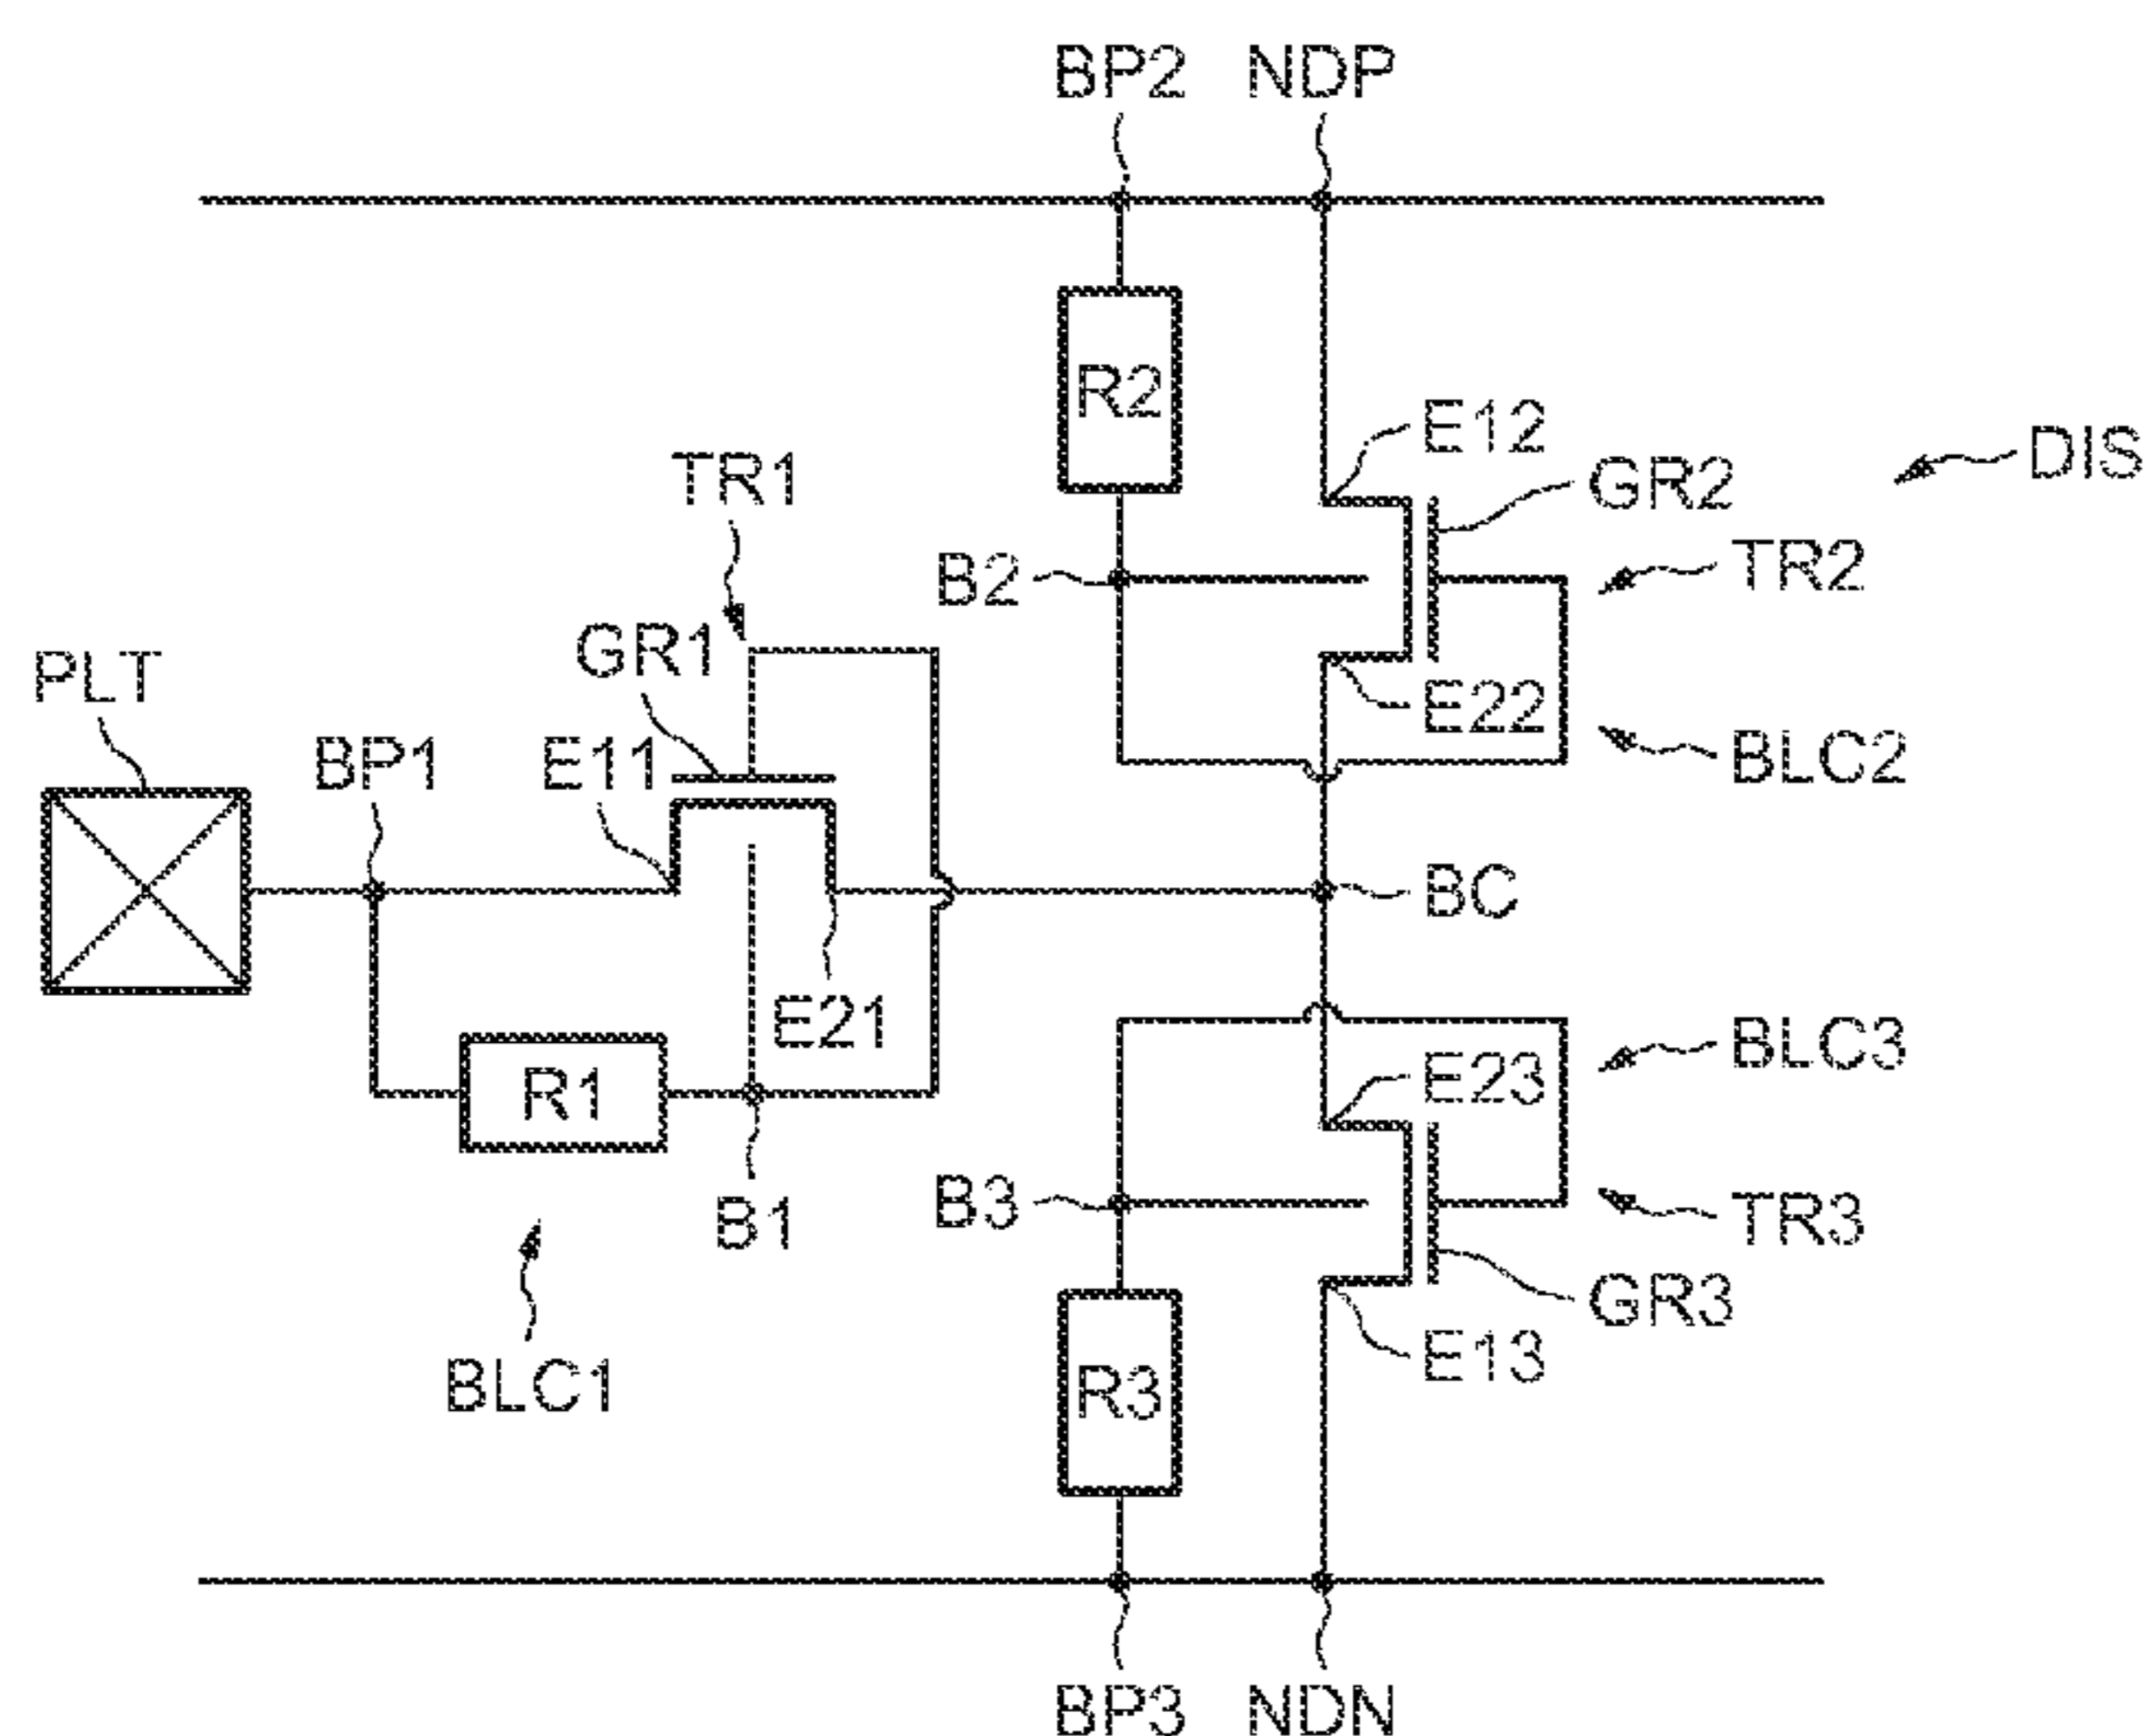 BP2 NDP
R2
E12
DIS
GR2
TR1
TR2
B2
GR1
PLT
E22
BP1
E11
BLC2
BC
E21
BLC3
R1
E23
B3
B1
TR3
GR3
E13
BLC1
R3
BP3 NDN